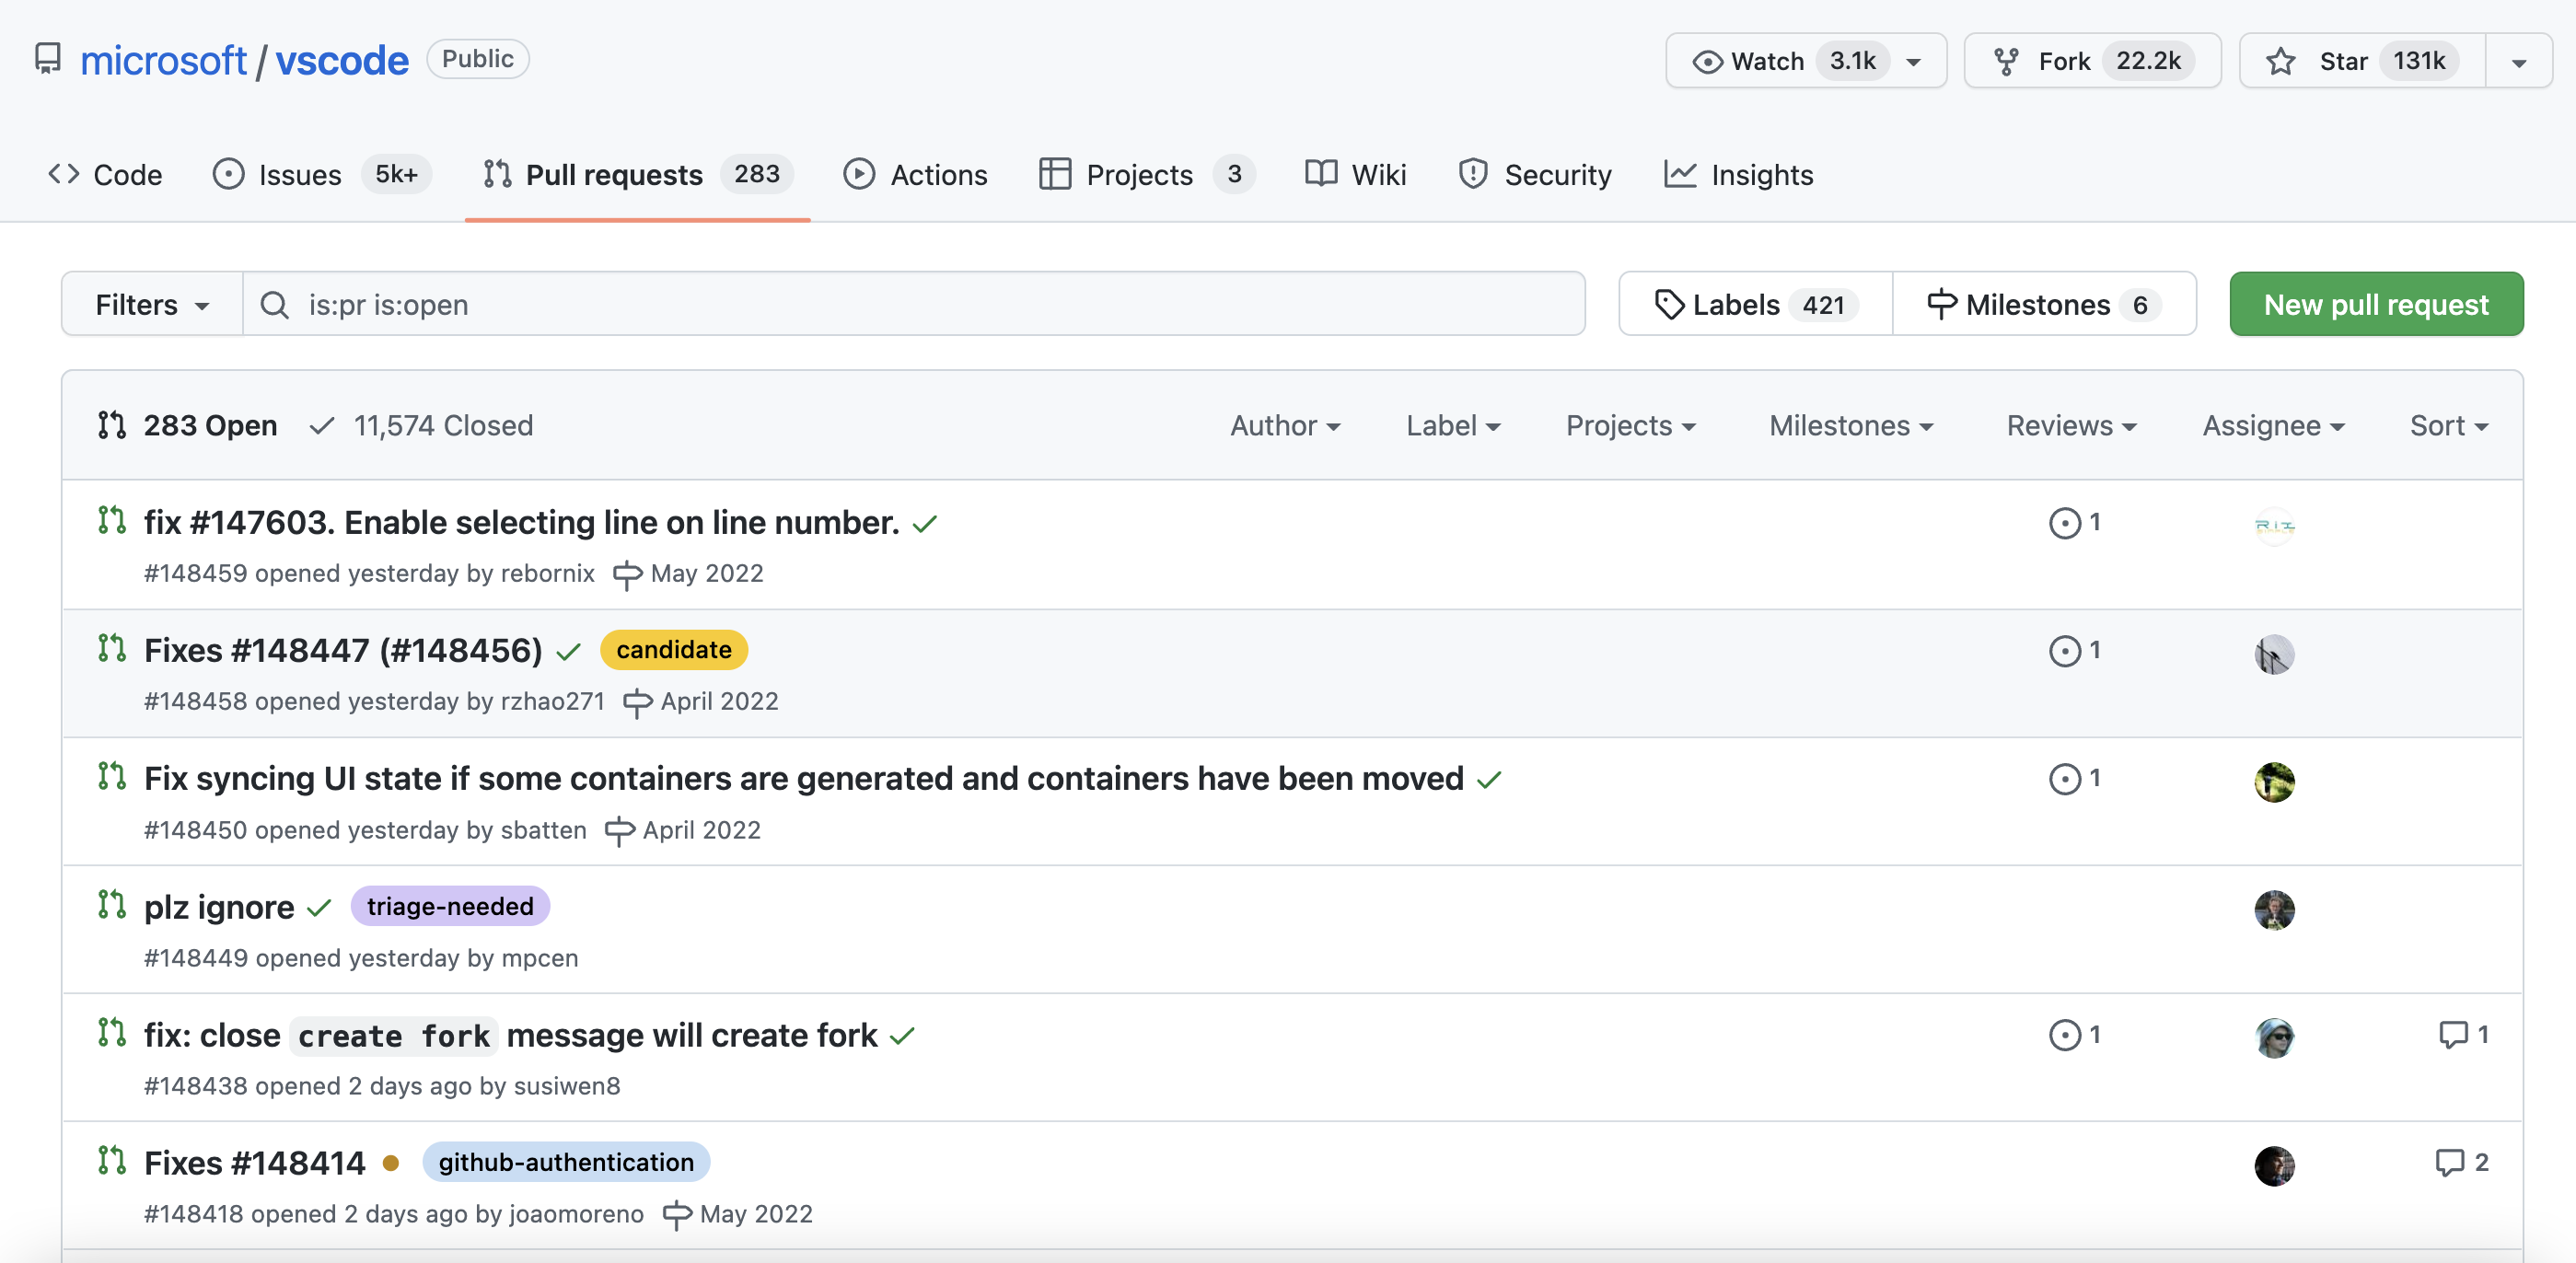 microsoft / vscode Public Watch 3.1k Fork 22.2k Star 131k
Code Issues 5k+ Pull requests 283 Actions Projects 3 Wiki Security Insights
Filters is:pr is:open Labels 421 Milestones 6 New pull request
283 Open 11,574 Closed Author Label Projects Milestones Reviews Assignee Sort
fix #147603. Enable selecting line on line number. 1
#148459 opened yesterday by rebornix May 2022
Fixes #148447 (#148456) candidate 1
#148458 opened yesterday by rzhao271 April 2022
Fix syncing UI state if some containers are generated and containers have been moved 1
#148450 opened yesterday by sbatten April 2022
plz ignore triage-needed
#148449 opened yesterday by mpcen
fix: close create fork message will create fork 1 1
#148438 opened 2 days ago by susiwen8
Fixes #148414 github-authentication 2
#148418 opened 2 days ago by joaomoreno May 2022